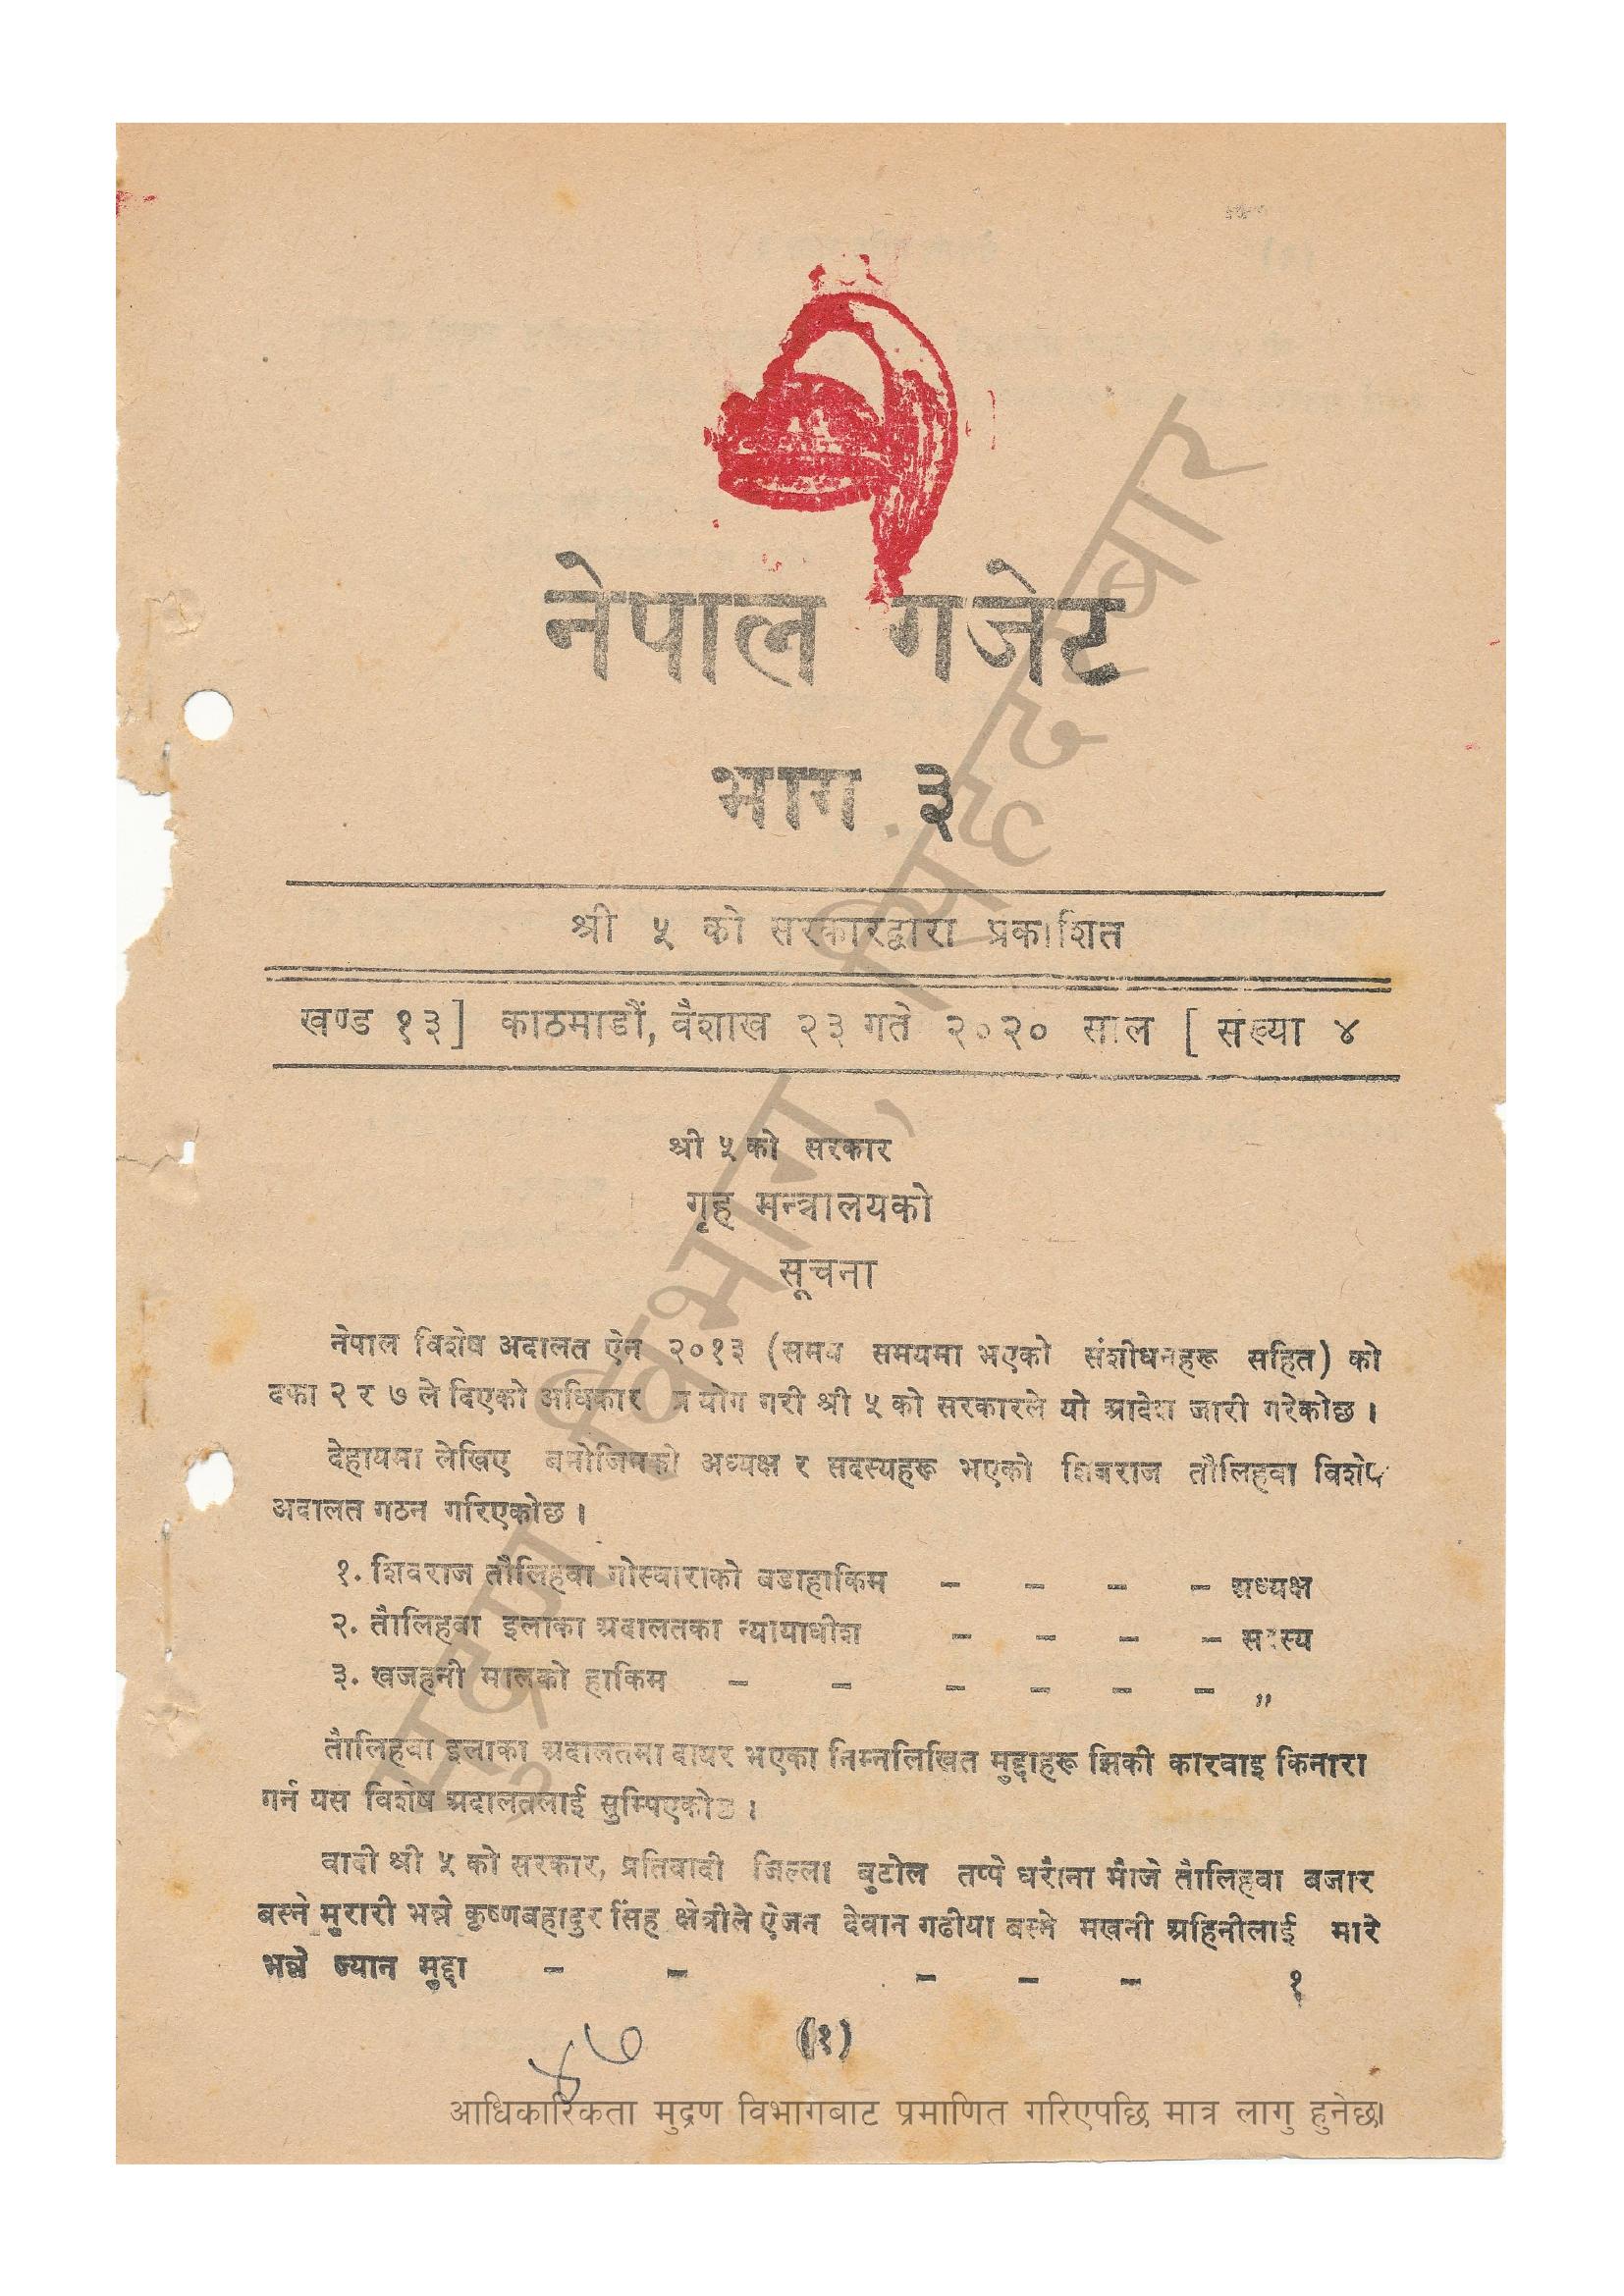 नेपाल गजेट
भाग ३
श्री ५ को सरकारद्वारा प्रकाशित
खण्ड १३] काठमाडौं, वैशाख २३ गते २०२० साल [ संख्या ४
श्री ५ को सरकार
गृह मन्त्रालयको
सूचना
नेपाल विशेष अदालत ऐन २०१३ (समय समयमा भएको संशोधनहरू सहित) को
दफा २ र ७ ले दिएको अधिकार प्रयोग गरी श्री ५ को सरकारले यो आदेश जारी गरेकोछ ।
देहायमा लेखिए बमोजिमको अध्यक्ष र सदस्यहरू भएको शिवराज तौलिहवा विशेष
अदालत गठन गरिएकोछ ।
१. शिवराज तौलिहवा गोस्वाराको बडाहाकिम – – – – अध्यक्ष
२. तौलिहवा इलाका अदालतका न्यायाधीश – – – – सदस्य
३. खजहनी मालको हाकिम – – – – – – ,,
तौलिहवा इलाका अदालतमा दायर भएका निम्नलिखित मुद्दाहरू झिकी कारवाइ किनारा
गर्न यस विशेष अदालतलाई सुम्पिएकोछ ।
वादी श्री ५ को सरकार, प्रतिवादी जिल्ला बुटोल तप्पे धरौना मौजे तौलिहवा बजार
बस्ने मुरारी भन्ने कृष्णबहादुर सिंह क्षेत्रीले ऐजन देवान गढीया बस्ने मखनी अहिनीलाई मारे
भन्ने ज्यान मुद्दा – – – – – १
(१)
४७
आधिकारिकता मुद्रण विभागबाट प्रमाणित गरिएपछि मात्र लागु हुनेछ।
मुद्रण विभाग, सिंहदरबार